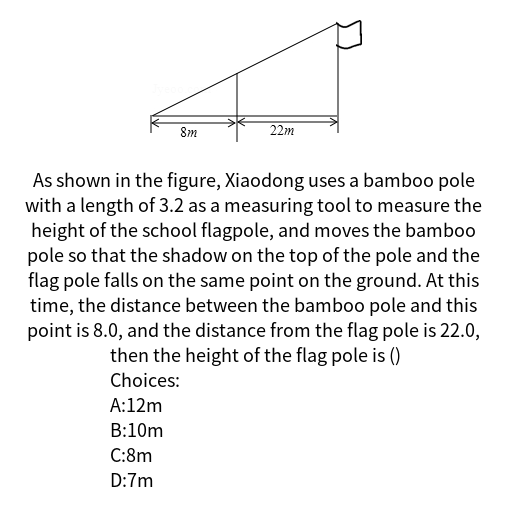 8m
22m
As shown in the figure, Xiaodong uses a bamboo pole
with a length of 3.2 as a measuring tool to measure the
height of the school flagpole, and moves the bamboo
pole so that the shadow on the top of the pole and the
flag pole falls on the same point on the ground. At this
time, the distance between the bamboo pole and this
point is 8.0, and the distance from the flag pole is 22.0,
then the height of the flag pole is ()
Choices:
A:12m
B:10m
C:8m
D:7m